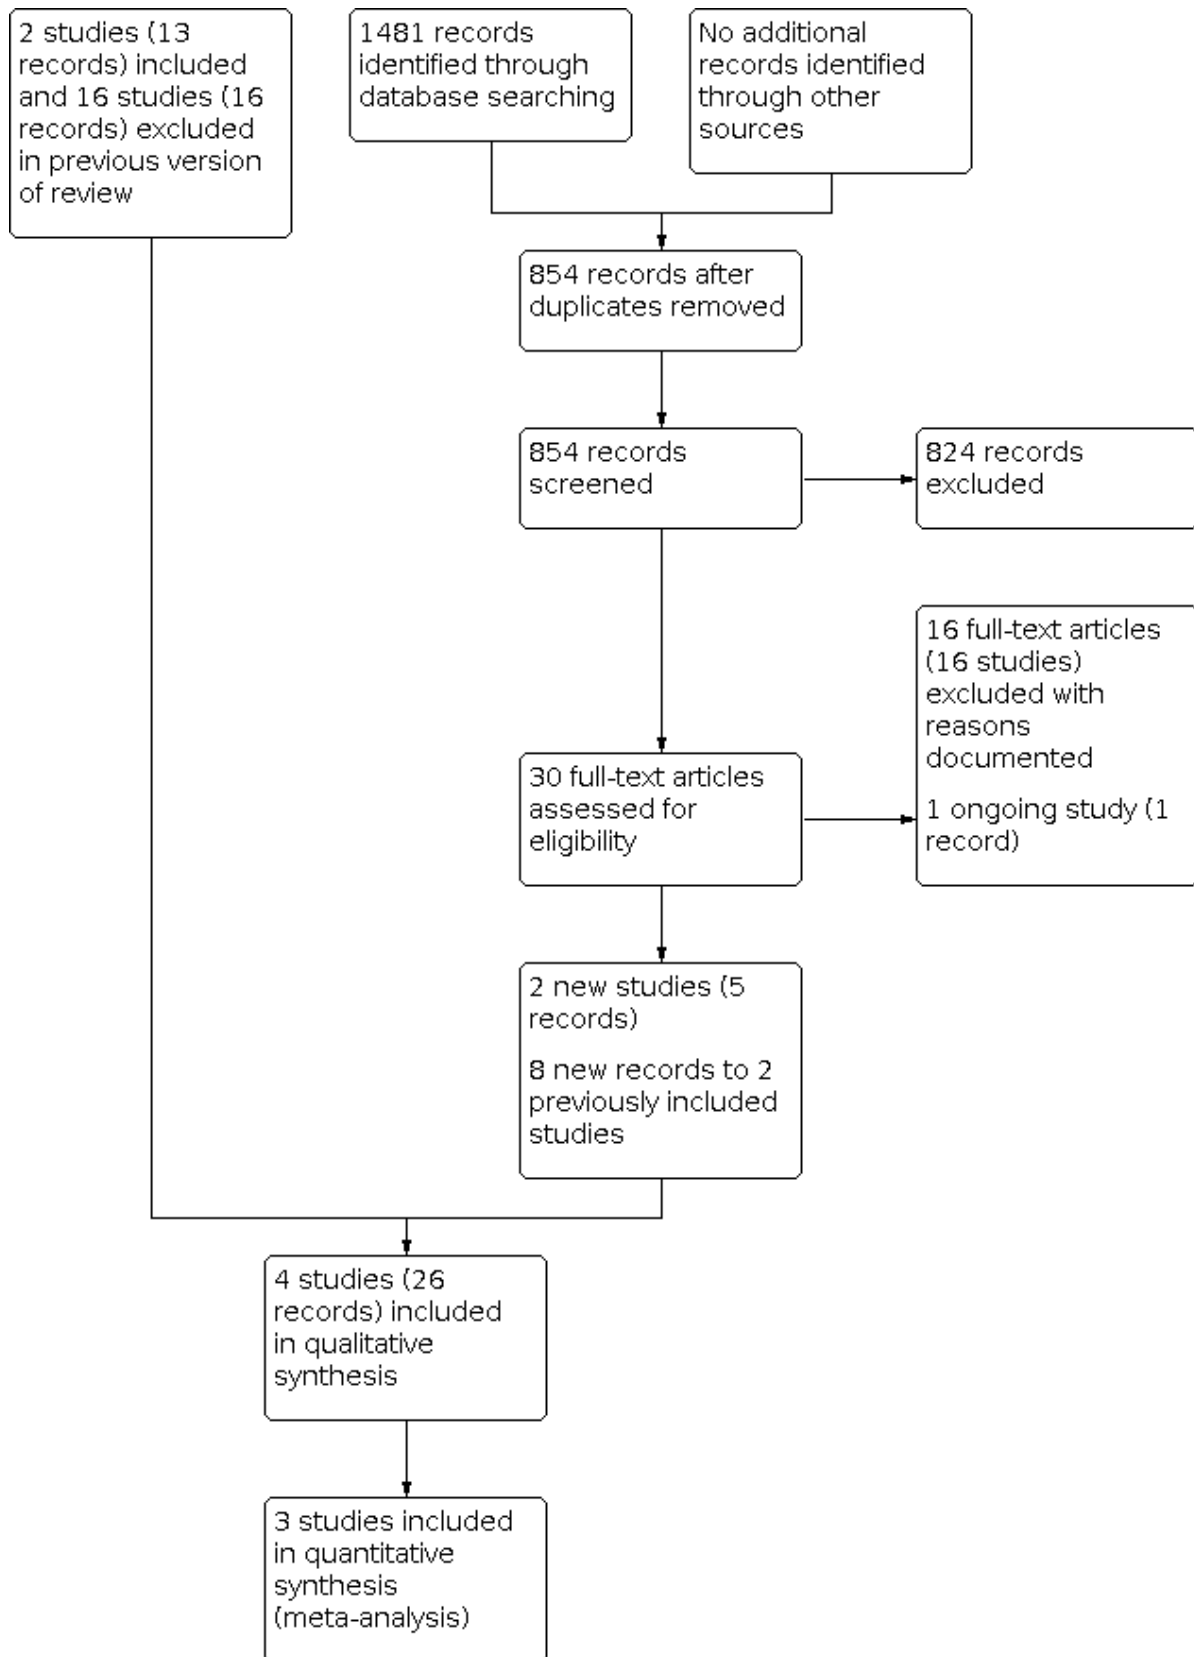 2 studies (13
records) included
and 16 studies (16
records) excluded
in previous version
of review
1481 records
identified through
database searching
No additional
records identified
through other
sources
854 records after
duplicates removed
854 records
screened
824 records
excluded
30 full-text articles
assessed for
eligibility
16 full-text articles
(16 studies)
excluded with
reasons
documented
1 ongoing study (1
record)
2 new studies (5
records)
8 new records to 2
previously included
studies
4 studies (26
records) included
in qualitative
synthesis
3 studies included
in quantitative
synthesis
(meta-analysis)